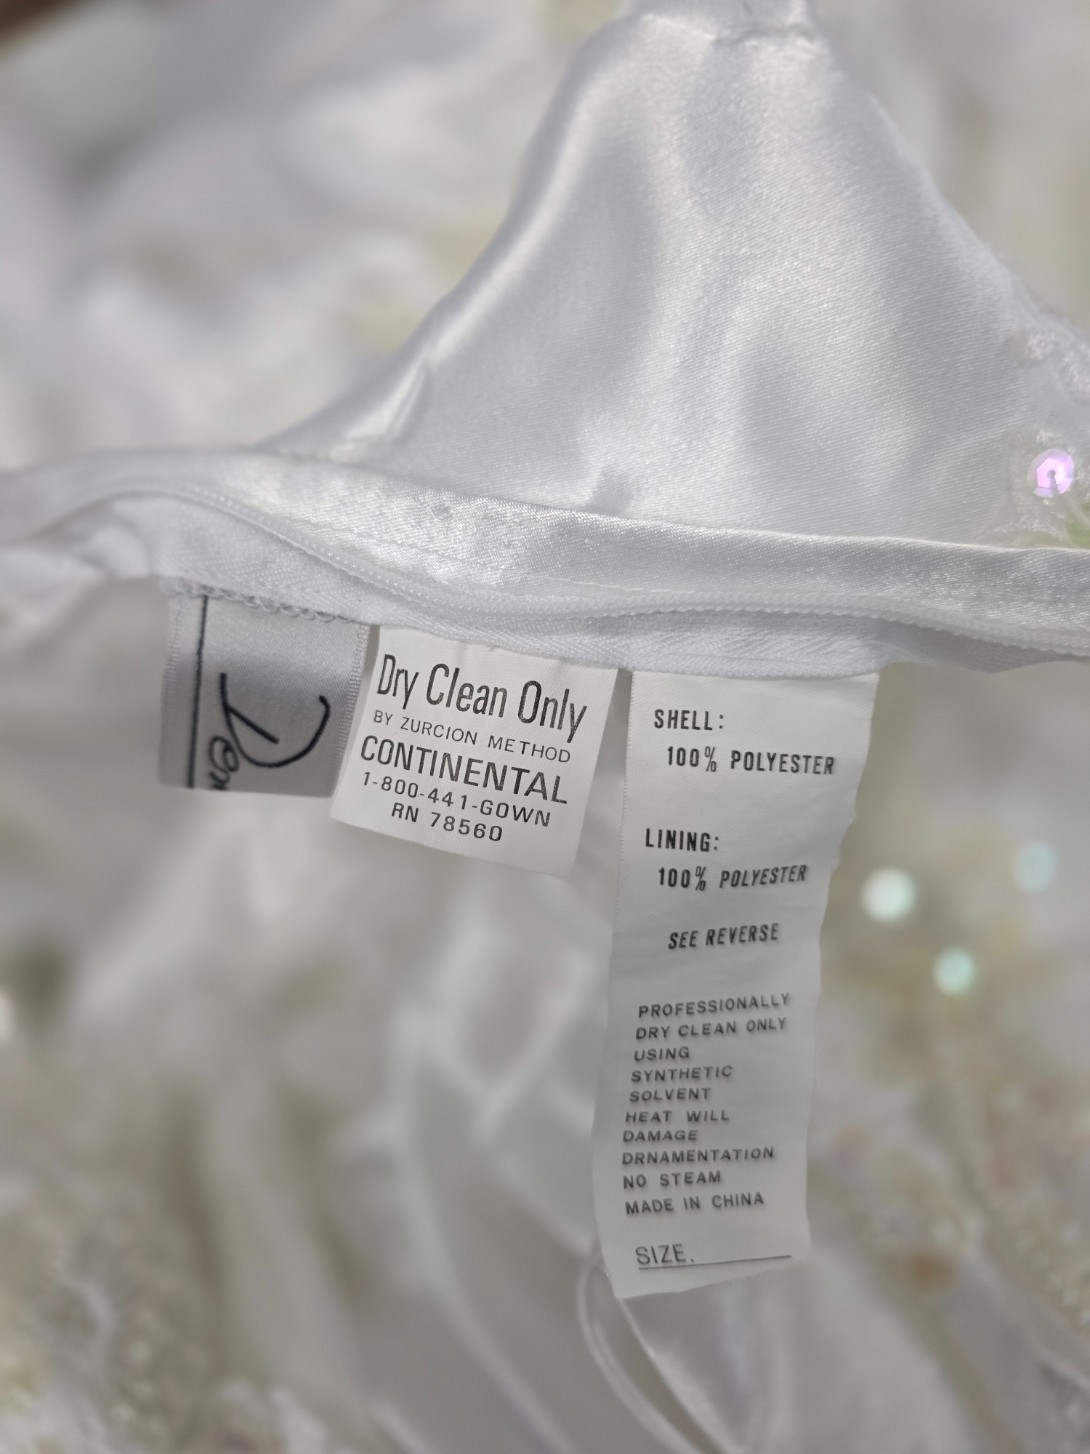 Dry Clean Only
BY ZURCION METHOD
CONTINENTAL
1-800-441-GOWN
RN 78560
SHELL:
100% POLYESTER
LINING:
100% POLYESTER
SEE REVERSE
PROFESSIONALLY
DRY CLEAN ONLY
USING
SYNTHETIC
SOLVENT
HEAT WILL
DAMAGE
DRNAMENTATION
NO STEAM
MADE IN CHINA
SIZE.